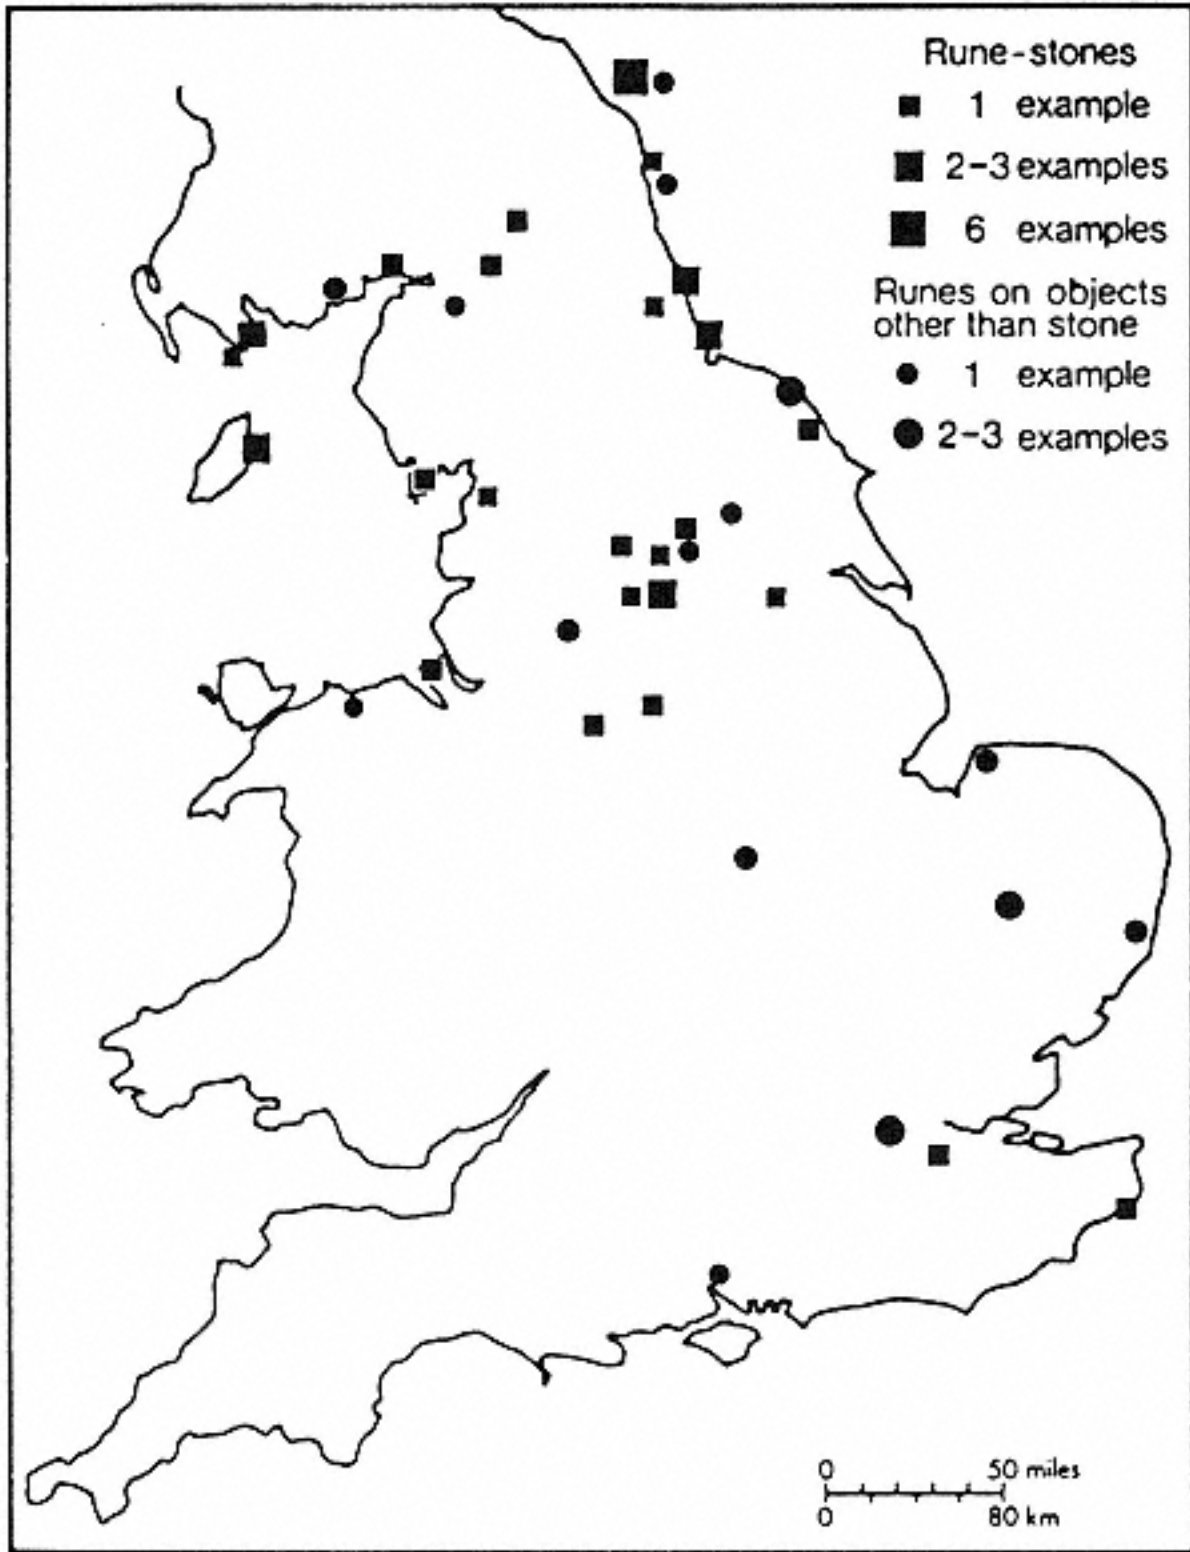 Rune-stones
1 example
2-3 examples
6 examples
Runes on objects
other than stone
1 example
2-3 examples
0 50 miles
0 80 km